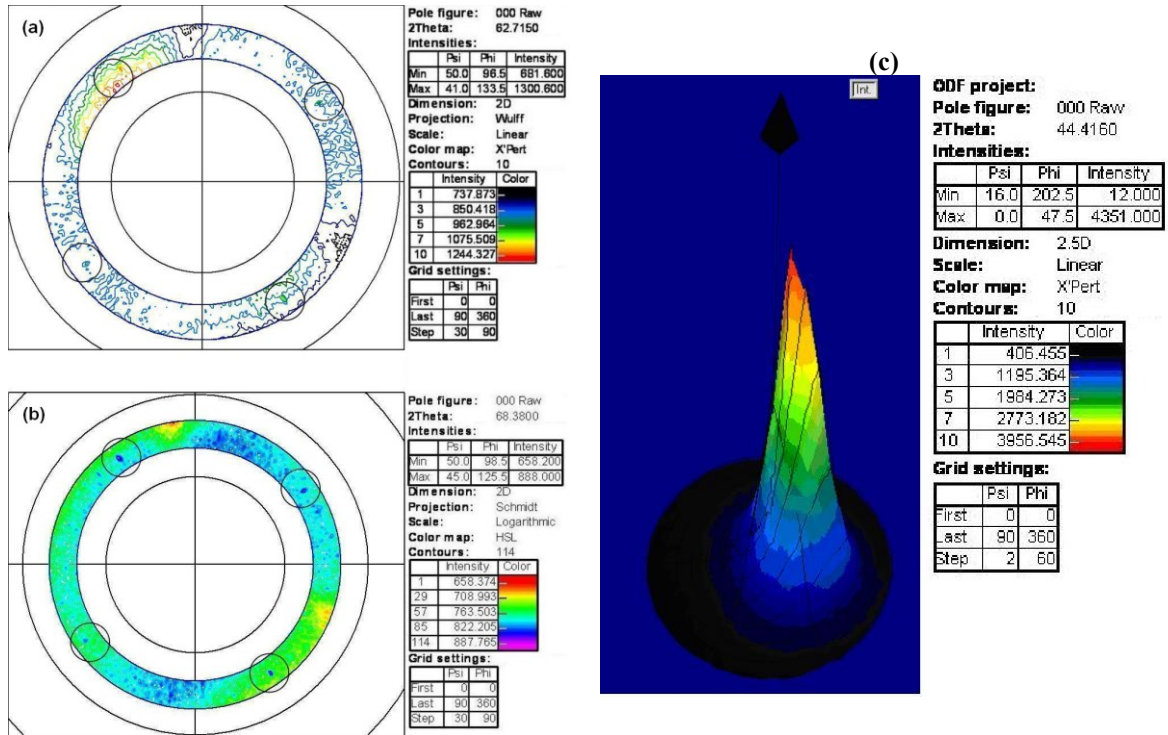 (a)
Pole figure: 000 Raw
2Theta: 62.7150
Intensities:
Psi Phi Intensity
Min 50.0 96.5 681.600
Max 41.0 133.5 1300.600
Dimension: 2D
Projection: Wulff
Scale: Linear
Color map: X'Pert
Contours: 10
Intensity Color
1 737.873
3 850.418
5 962.964
7 1075.509
10 1244.327
Grid settings:
Psi Phi
First 0 0
Last 90 360
Step 30 90
(b)
Pole figure: 000 Raw
2Theta: 68.3800
Intensities:
Psi Phi Intensity
Min 50.0 98.5 658.200
Max 45.0 125.5 888.000
Dimension: 2D
Projection: Schmidt
Scale: Logarithmic
Color map: HSL
Contours: 114
Intensity Color
1 658.374
29 708.993
57 763.503
85 822.205
114 887.765
Grid settings:
Psi Phi
First 0 0
Last 90 360
Step 30 90
(c)
Int.
ODF project:
Pole figure: 000 Raw
2Theta: 44.4160
Intensities:
Psi Phi Intensity
Min 16.0 202.5 12.000
Max 0.0 47.5 4351.000
Dimension: 2.5D
Scale: Linear
Color map: X'Pert
Contours: 10
Intensity Color
1 406.455
3 1195.364
5 1984.273
7 2773.182
10 3956.545
Grid settings:
Psi Phi
First 0 0
Last 90 360
Step 2 60